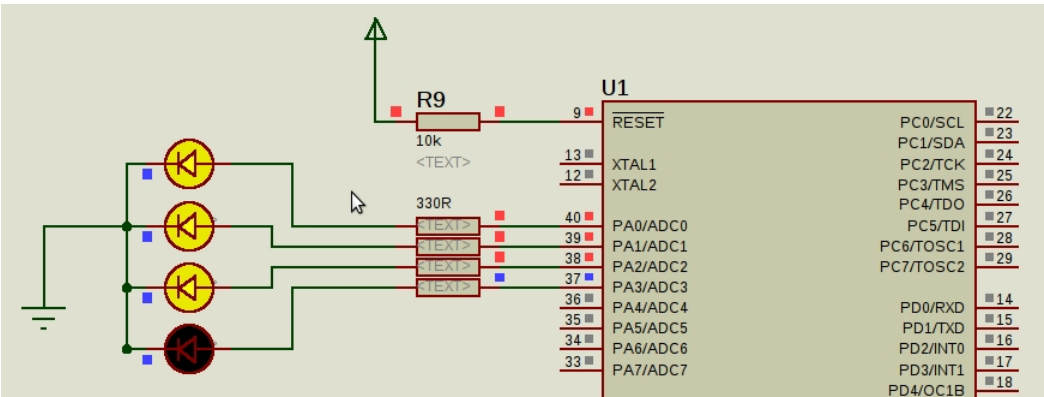 U1
R9
9
RESET
10k
<TEXT>
13
XTAL1
12
XTAL2
330R
<TEXT>
40
PA0/ADC0
<TEXT>
39
PA1/ADC1
<TEXT>
38
PA2/ADC2
<TEXT>
37
PA3/ADC3
36
PA4/ADC4
35
PA5/ADC5
34
PA6/ADC6
33
PA7/ADC7
PC0/SCL
22
PC1/SDA
23
PC2/TCK
24
PC3/TMS
25
PC4/TDO
26
PC5/TDI
27
PC6/TOSC1
28
PC7/TOSC2
29
PD0/RXD
14
PD1/TXD
15
PD2/INT0
16
PD3/INT1
17
PD4/OC1B
18